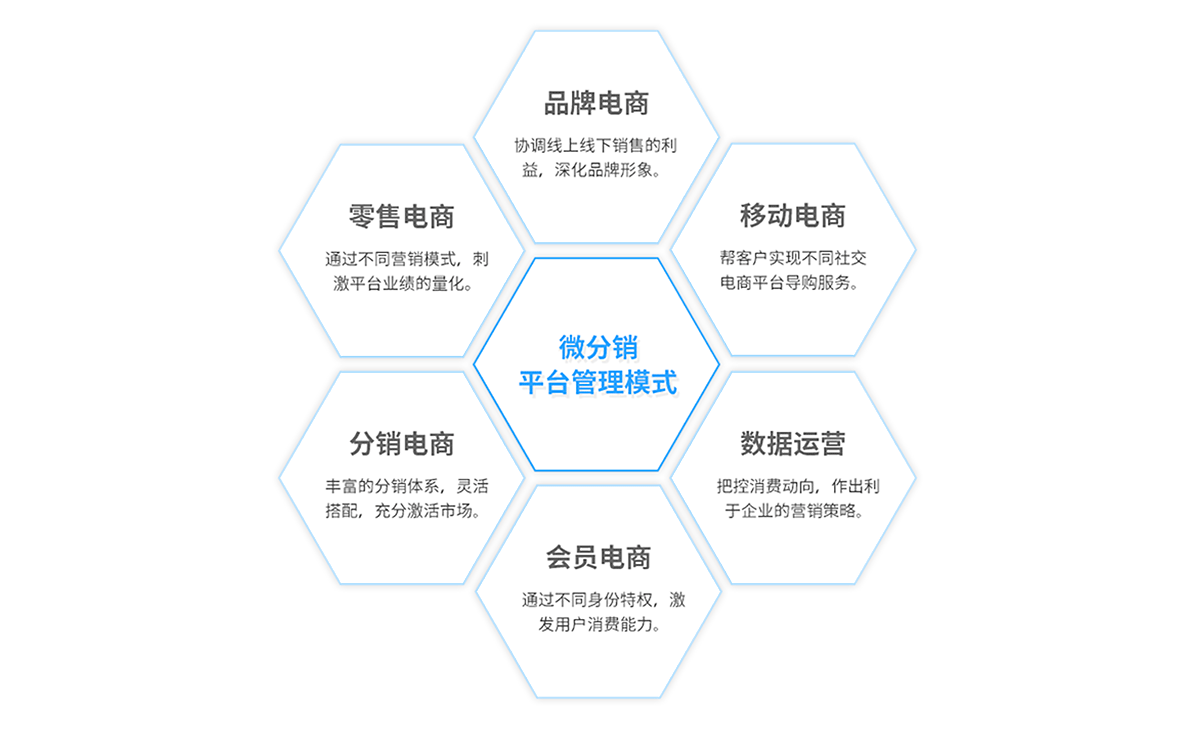 品牌电商
协调线上线下销售的利
益，深化品牌形象。
零售电商
通过不同营销模式，刺
激平台业绩的量化。
移动电商
帮客户实现不同社交
电商平台导购服务。
微分销
平台管理模式
分销电商
丰富的分销体系，灵活
搭配，充分激活市场。
数据运营
把控消费动向，作出利
于企业的营销策略。
会员电商
通过不同身份特权，激
发用户消费能力。